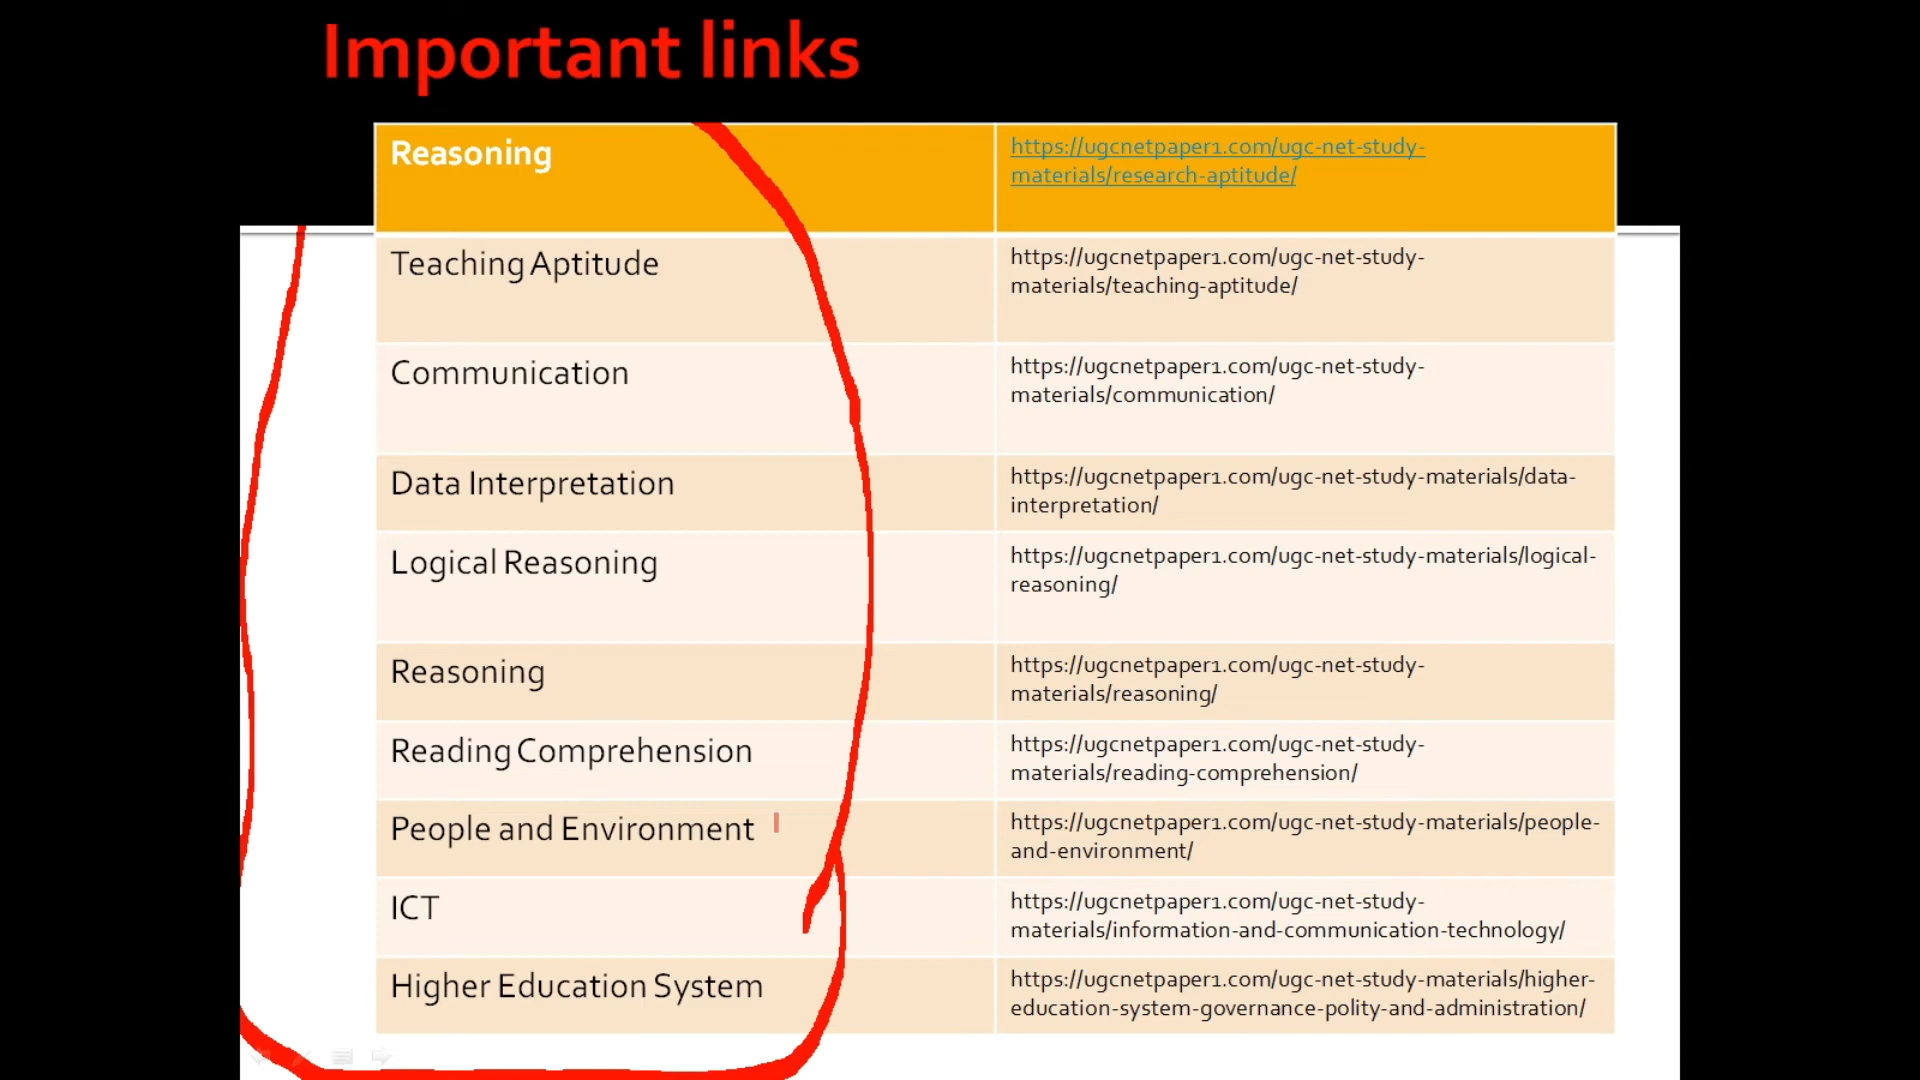 Important links
Reasoning
https://ugcnetpaper1.com/ugc-net-study-
materials/research-aptitude/
Teaching Aptitude
https://ugcnetpaper1.com/ugc-net-study-
materials/teaching-aptitude/
Communication
https://ugcnetpaper1.com/ugc-net-study-
materials/communication/
Data Interpretation
https://ugcnetpaper1.com/ugc-net-study-materials/data-
interpretation/
Logical Reasoning
https://ugcnetpaper1.com/ugc-net-study-materials/logical-
reasoning/
Reasoning
https://ugcnetpaper1.com/ugc-net-study-
materials/reasoning/
Reading Comprehension
https://ugcnetpaper1.com/ugc-net-study-
materials/reading-comprehension/
People and Environment
https://ugcnetpaper1.com/ugc-net-study-materials/people-
and-environment/
ICT
https://ugcnetpaper1.com/ugc-net-study-
materials/information-and-communication-technology/
Higher Education System
https://ugcnetpaper1.com/ugc-net-study-materials/higher-
education-system-governance-polity-and-administration/